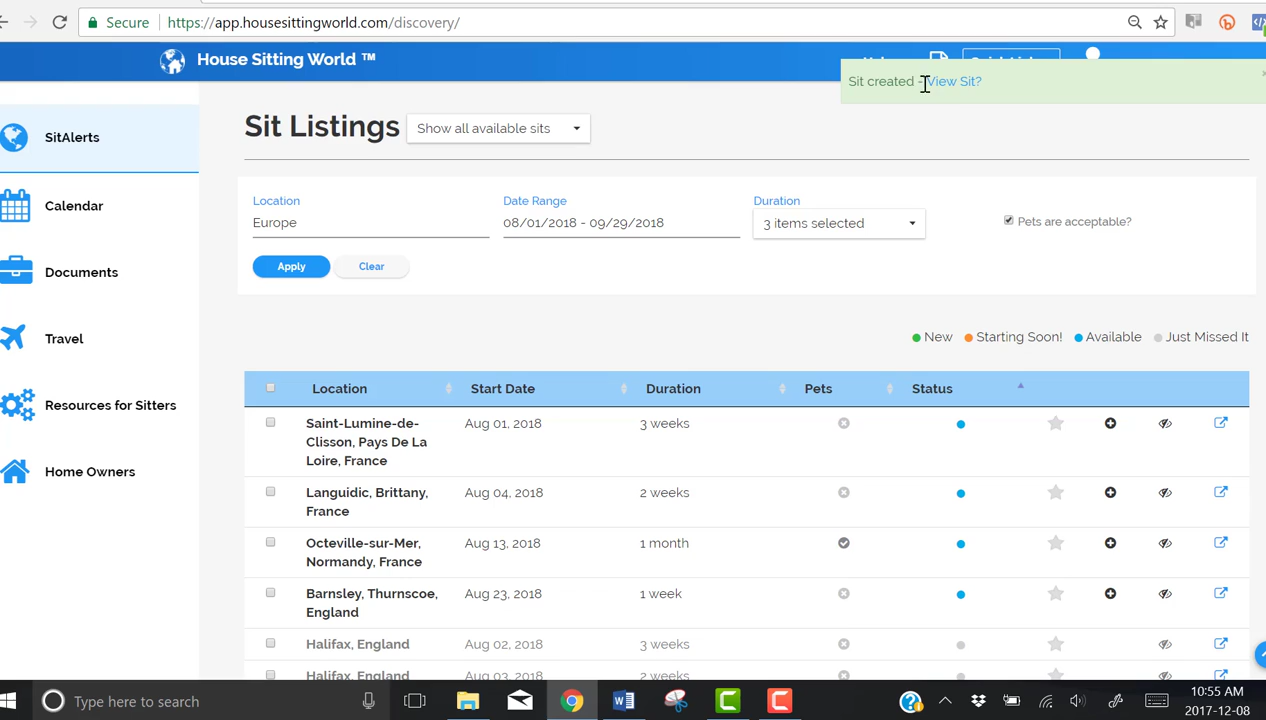 Secure https://app.housesittingworld.com/discovery/
House Sitting World ™
Sit created - View Sit?
SitAlerts
Calendar
Documents
Travel
Resources for Sitters
Home Owners
Sit Listings Show all available sits
Location Date Range Duration
Europe 08/01/2018 - 09/29/2018 3 items selected Pets are acceptable?
Apply Clear
New Starting Soon! Available Just Missed It
Location Start Date Duration Pets Status
Saint-Lumine-de- Aug 01, 2018 3 weeks
Clisson, Pays De La
Loire, France
Languidic, Brittany, Aug 04, 2018 2 weeks
France
Octeville-sur-Mer, Aug 13, 2018 1 month
Normandy, France
Barnsley, Thurnscoe, Aug 23, 2018 1 week
England
Halifax, England Aug 02, 2018 3 weeks
Halifax, England Aug 03, 2018 2 weeks
Type here to search
10:55 AM
2017-12-08